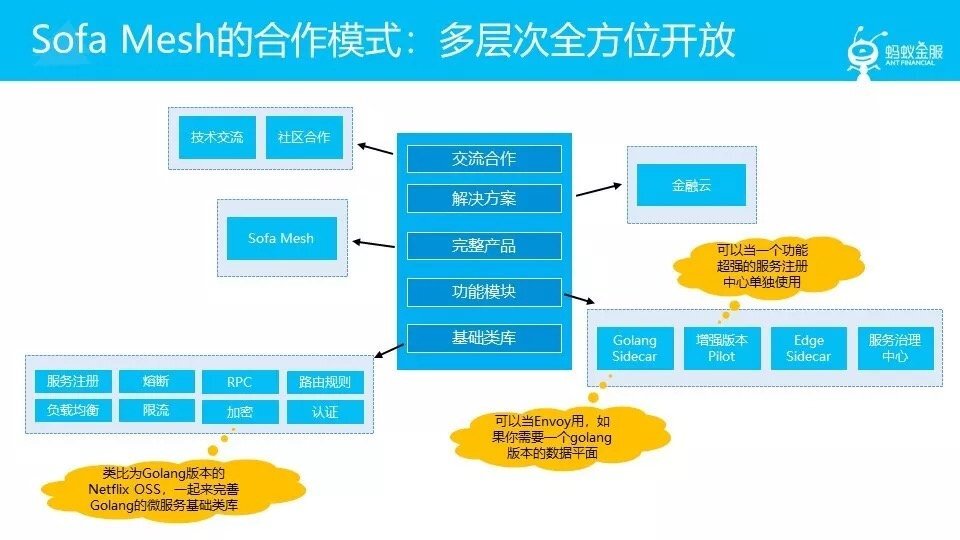 Sofa Mesh的合作模式：多层次全方位开放
蚂蚁金服
ANT FINANCIAL
技术交流
社区合作
交流合作
解决方案
完整产品
功能模块
基础类库
金融云
Sofa Mesh
可以当一个功能
超强的服务注册
中心单独使用
Golang
Sidecar
增强版本
Pilot
Edge
Sidecar
服务治理
中心
服务注册
熔断
RPC
路由规则
负载均衡
限流
加密
认证
可以当Envoy用，如
果你需要一个golang
版本的数据平面
类比为Golang版本的
Netflix OSS，一起来完善
Golang的微服务基础类库